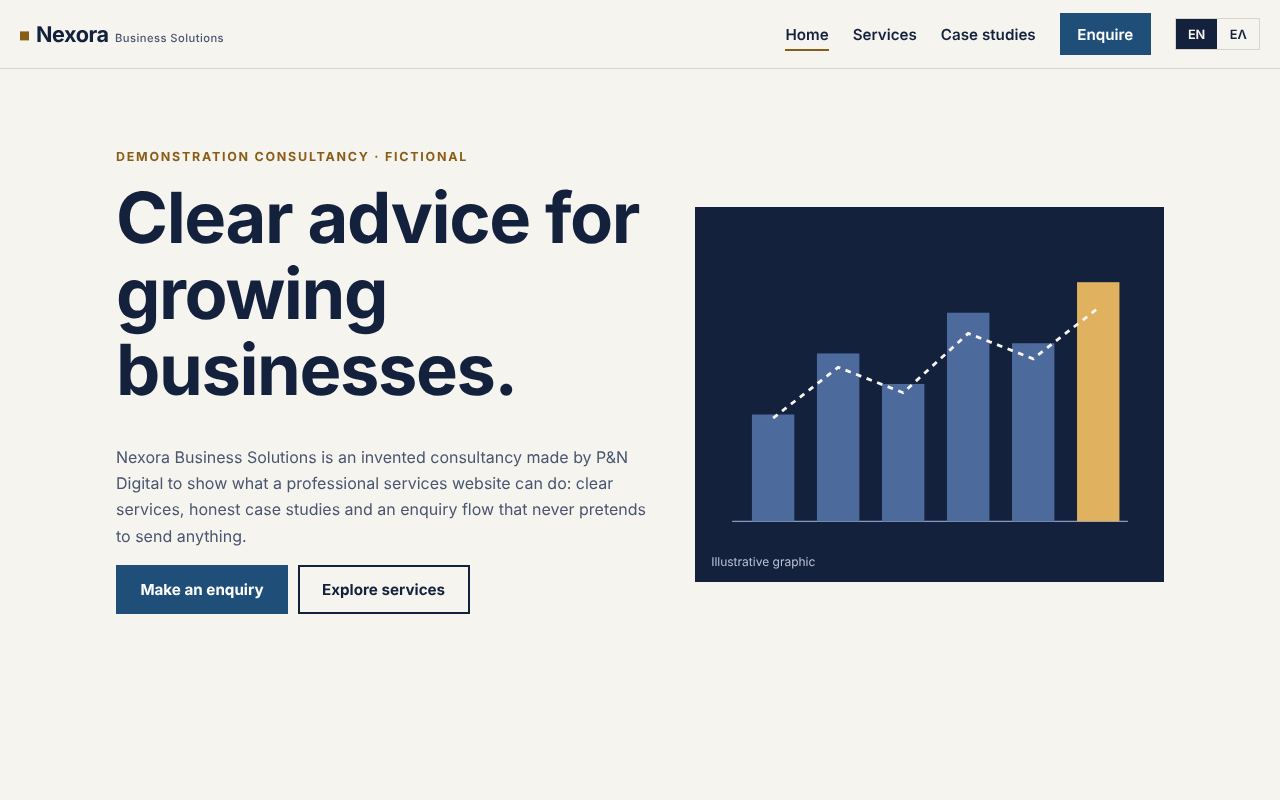 Nexora Business Solutions
Home
Services
Case studies
Enquire
EN
ΕΛ
DEMONSTRATION CONSULTANCY · FICTIONAL
Clear advice for
growing
businesses.
Nexora Business Solutions is an invented consultancy made by P&N
Digital to show what a professional services website can do: clear
services, honest case studies and an enquiry flow that never pretends
to send anything.
Make an enquiry
Explore services
Illustrative graphic